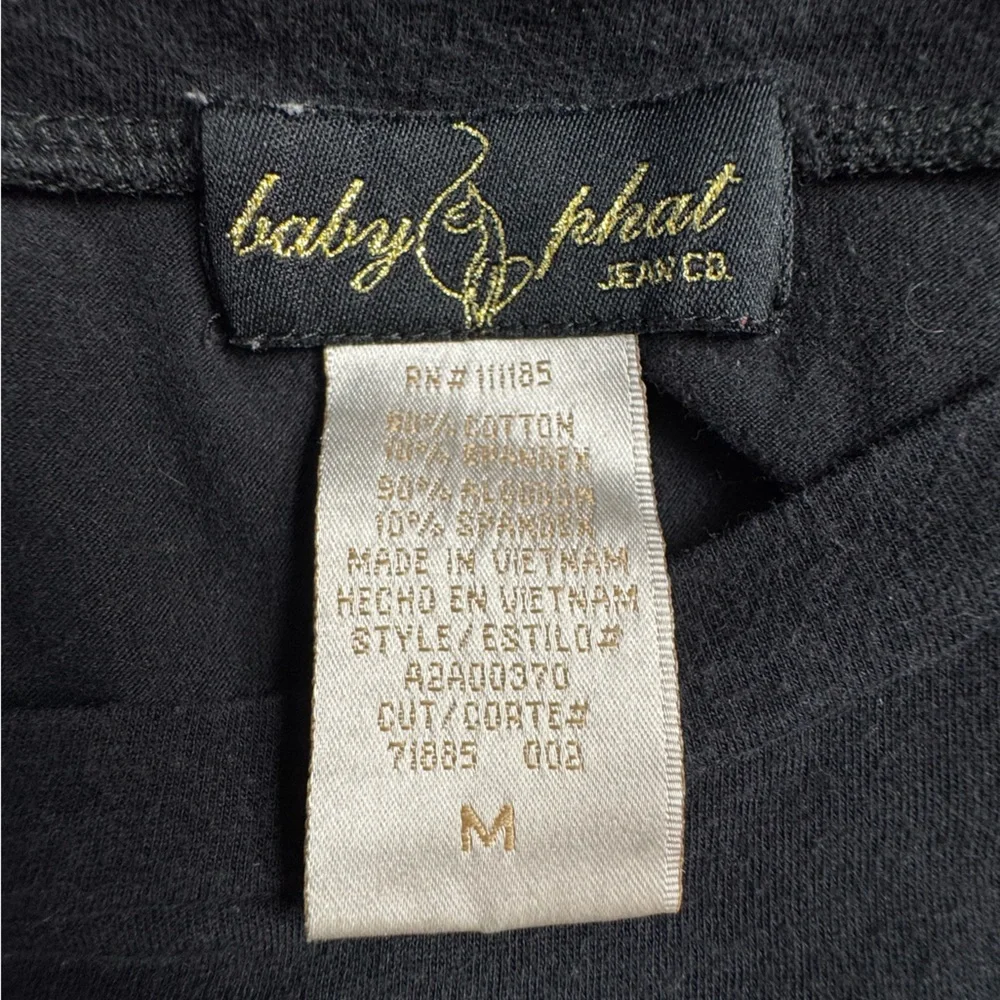 baby phat
JEAN CO.
RN# 111185
90% COTTON
10% SPANDEX
90% ALGODON
10% SPANDEX
MADE IN VIETNAM
HECHO EN VIETNAM
STYLE/ESTILO#
A2A00370
CUT/CORTE#
71885 002
M